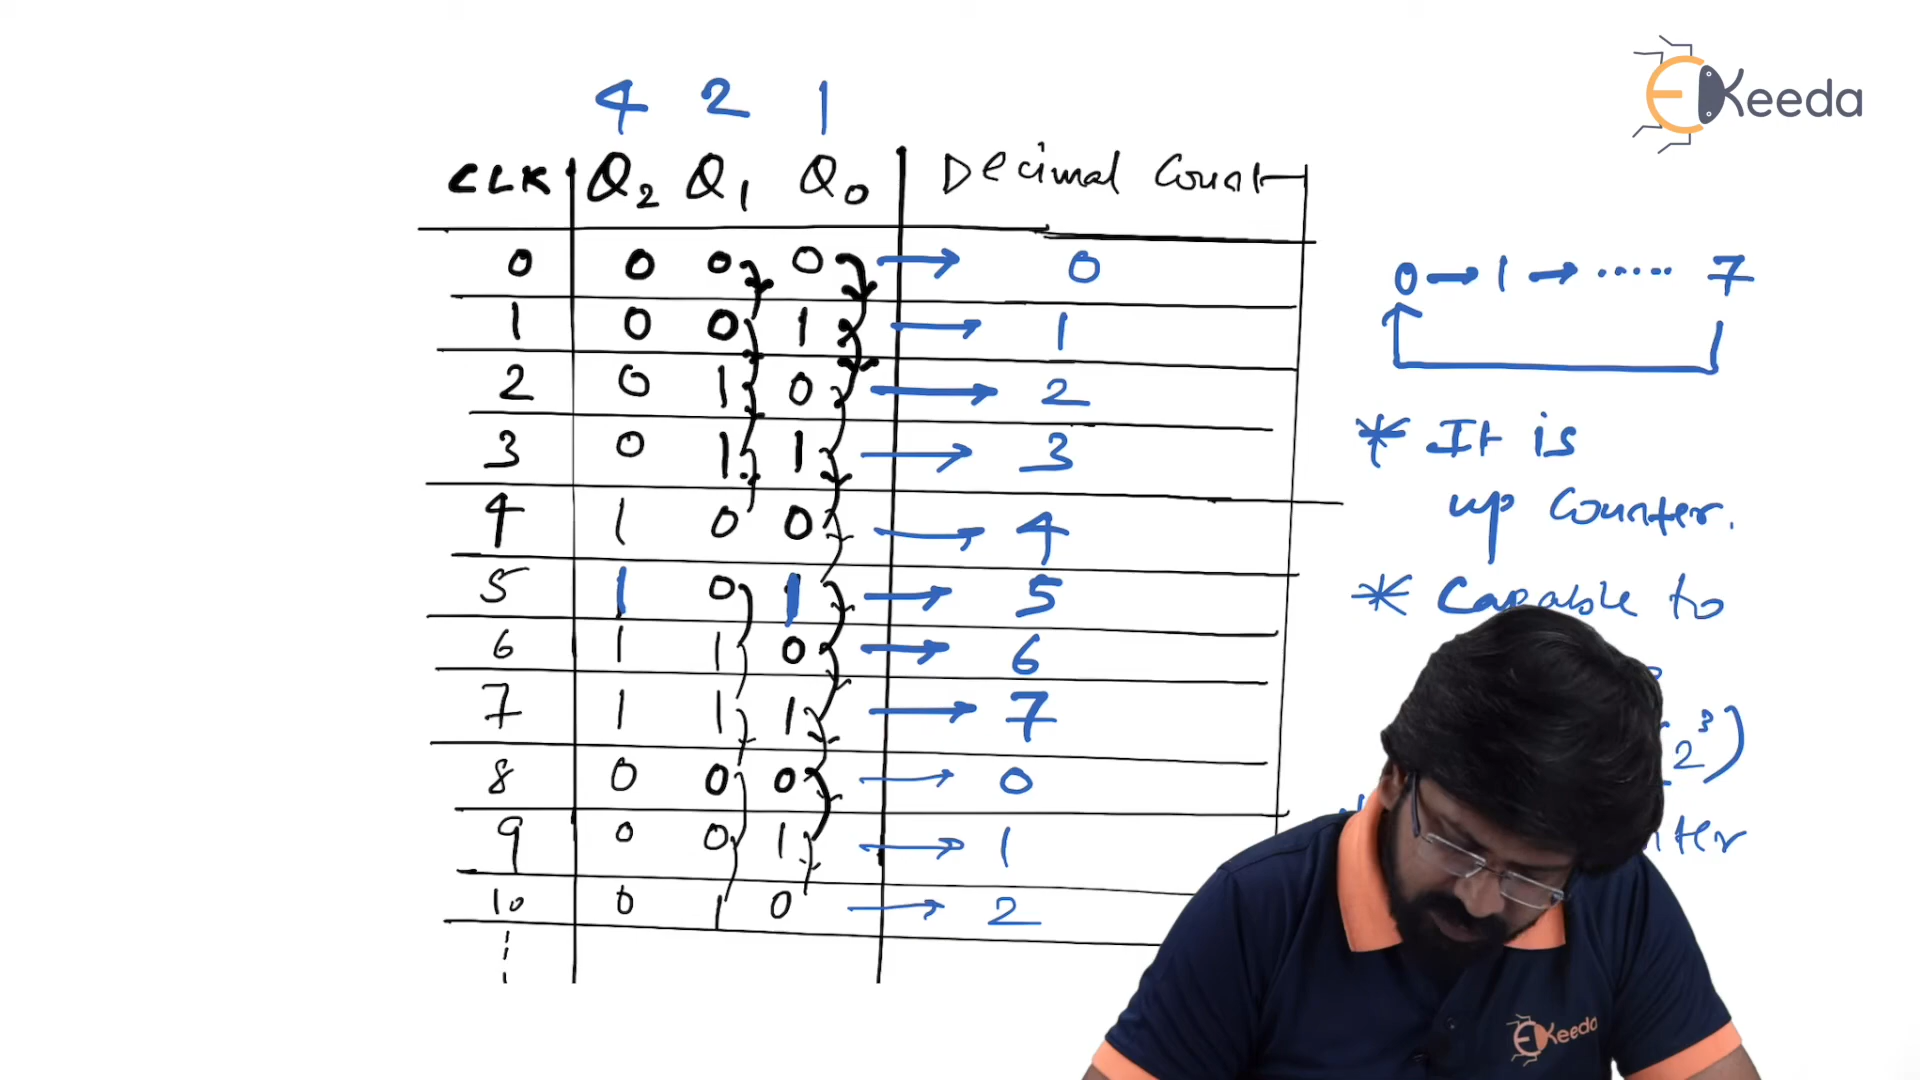 EKeeda
4 2 1
CLK Q2 Q1 Q0 Decimal Count
0 0 0 0 → 0
1 0 0 1 → 1
2 0 1 0 → 2
3 0 1 1 → 3
4 1 0 0 → 4
5 1 0 1 → 5
6 1 1 0 → 6
7 1 1 1 → 7
8 0 0 0 → 0
9 0 0 1 → 1
10 0 1 0 → 2
0 → 1 → ...... 7
* It is
up counter.
* Capable to
2³)
EKeeda